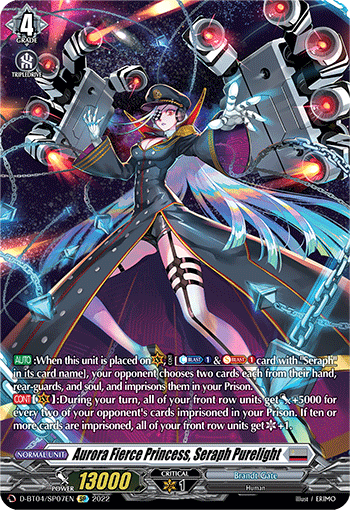 4
GRADE
TRIPLEDRIVE
AUTO :When this unit is placed on , COST [ BLAST 1 & BLAST 1 card with "Seraph"
in its card name], your opponent chooses two cards each from their hand,
rear-guards, and soul, and imprisons them in your Prison.
CONT :During your turn, all of your front row units get +5000 for
every two of your opponent's cards imprisoned in your Prison. If ten or
more cards are imprisoned, all of your front row units get +1.
NORMAL UNIT Aurora Fierce Princess, Seraph Purelight
POWER 13000 CRITICAL 1 Brandt Gate
Human
D-BT04/SP07EN SP 2022 Illust / ERIMO